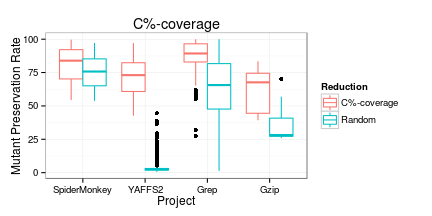 C%-coverage
Mutant Preservation Rate
100
75
50
25
0
SpiderMonkey YAFFS2 Grep Gzip
Project
Reduction
C%-coverage
Random